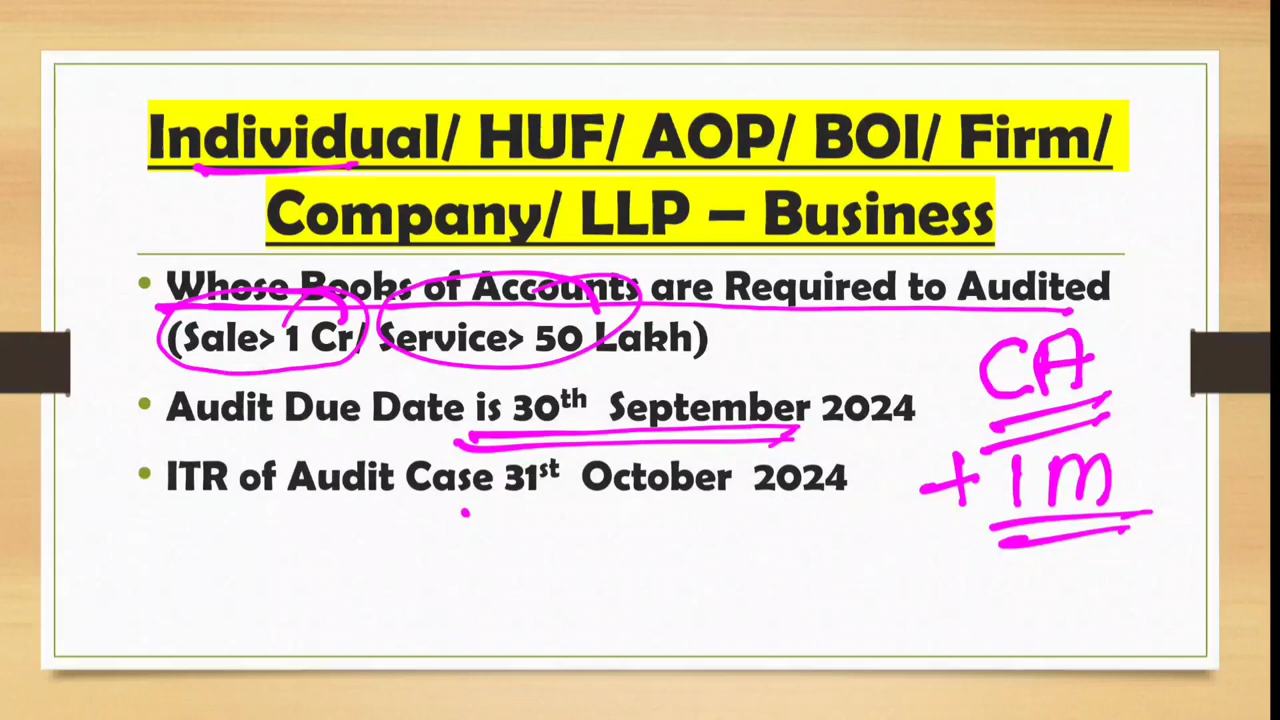 Individual/ HUF/ AOP/ BOI/ Firm/
Company/ LLP – Business
• Whose Books of Accounts are Required to Audited
(Sale> 1 Cr/ Service> 50 Lakh)
• Audit Due Date is 30th September 2024
• ITR of Audit Case 31st October 2024
CA
+ 1 M